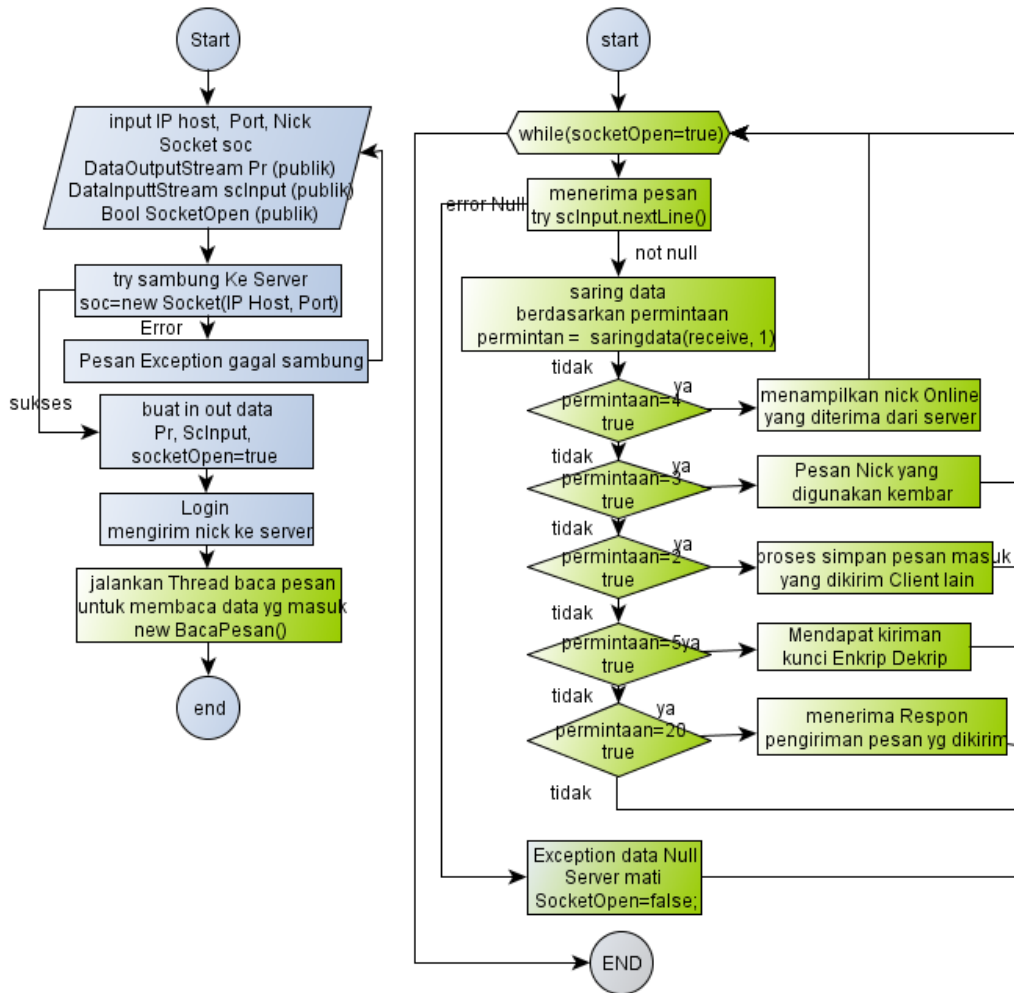 Start
input IP host, Port, Nick
Socket soc
DataOutputStream Pr (publik)
DataInputtStream scInput (publik)
Bool SocketOpen (publik)
try sambung Ke Server
soc=new Socket(IP Host, Port)
Error
Pesan Exception gagal sambung
sukses
buat in out data
Pr, ScInput,
socketOpen=true
Login
mengirim nick ke server
jalankan Thread baca pesan
untuk membaca data yg masuk
new BacaPesan()
end
start
while(socketOpen=true)
menerima pesan
try scInput.nextLine()
error Null
not null
saring data
berdasarkan permintaan
permintan = saringdata(receive, 1)
tidak
permintaan=4
true
ya
menampilkan nick Online
yang diterima dari server
tidak
permintaan=3
true
ya
Pesan Nick yang
digunakan kembar
tidak
permintaan=2
true
ya
proses simpan pesan masuk
yang dikirim Client lain
tidak
permintaan=5
true
ya
Mendapat kiriman
kunci Enkrip Dekrip
tidak
permintaan=20
true
ya
menerima Respon
pengiriman pesan yg dikirim
tidak
Exception data Null
Server mati
SocketOpen=false;
END